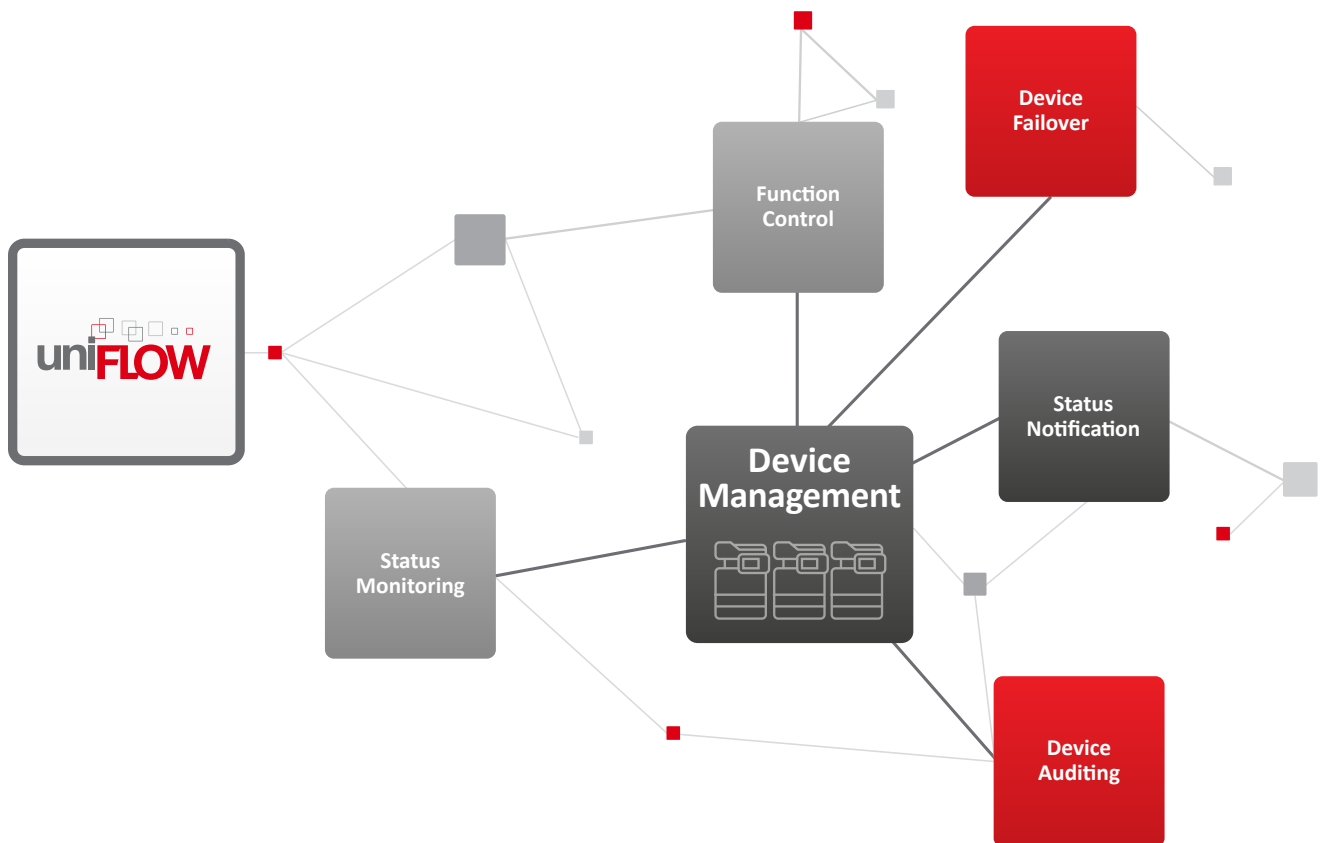 uniFLOW
Function
Control
Device
Failover
Status
Notification
Device
Management
Status
Monitoring
Device
Auditing